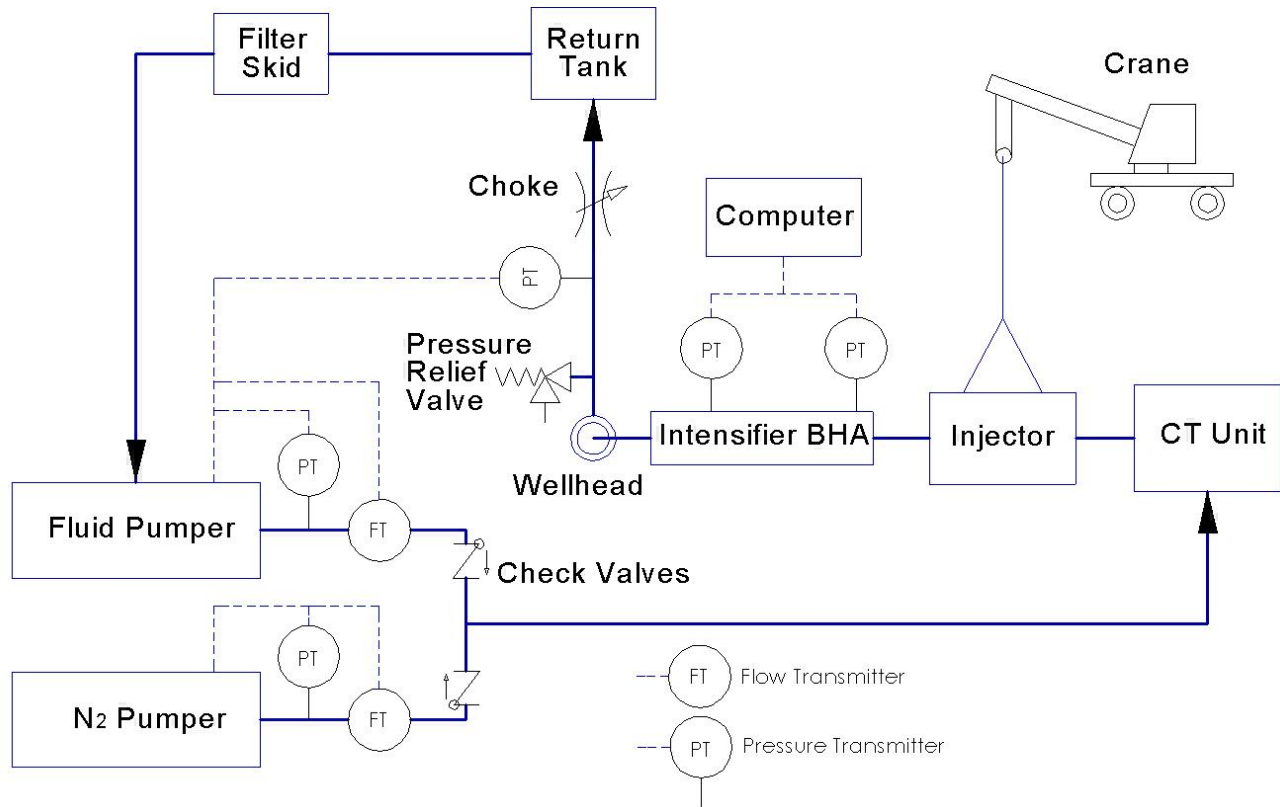 Filter
Skid
Return
Tank
Crane
Choke
Computer
PT
Pressure
Relief
Valve
PT
PT
Intensifier BHA
Injector
CT Unit
Wellhead
PT
Fluid Pumper
FT
Check Valves
PT
N2 Pumper
FT
FT Flow Transmitter
PT Pressure Transmitter